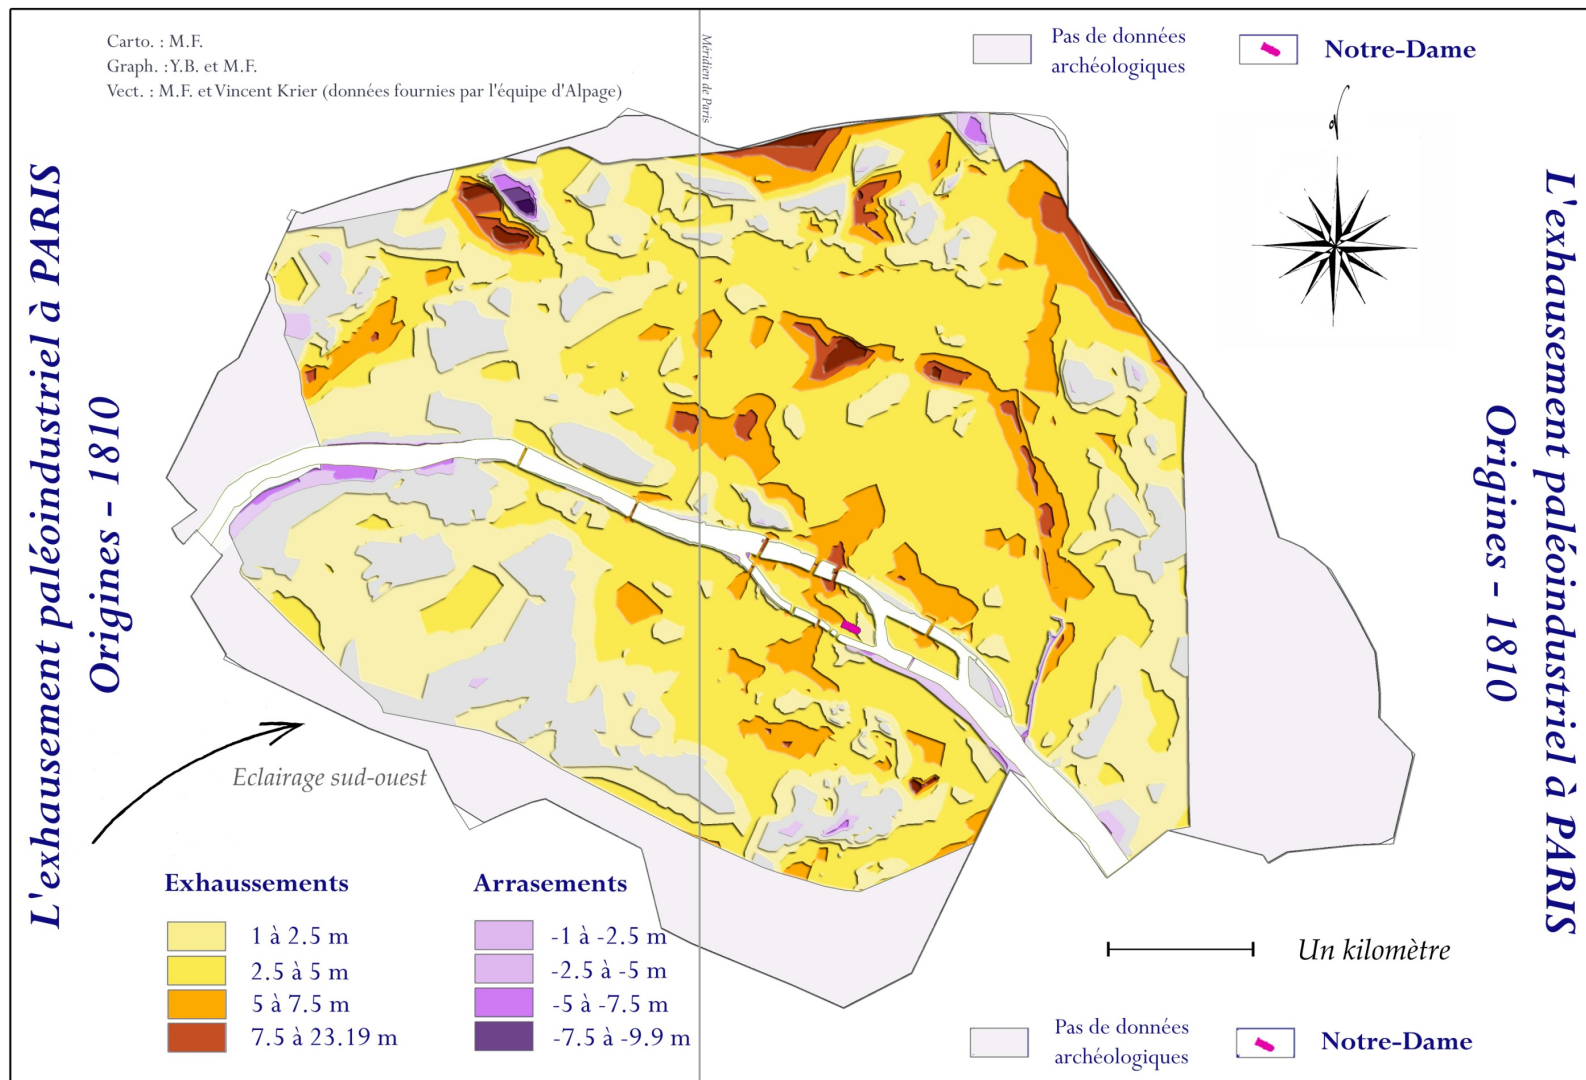 Carto. : M.F.
Graph. :Y.B. et M.F.
Vect. : M.F. et Vincent Krier (données fournies par l'équipe d'Alpage)
Méridien de Paris
Pas de données
archéologiques
Notre-Dame
L'exhausement paléoindustriel à PARIS
Origines - 1810
L'exhausement paléoindustriel à PARIS
Origines - 1810
Eclairage sud-ouest
Exhaussements
1 à 2.5 m
2.5 à 5 m
5 à 7.5 m
7.5 à 23.19 m
Arrasements
-1 à -2.5 m
-2.5 à -5 m
-5 à -7.5 m
-7.5 à -9.9 m
Un kilomètre
Pas de données
archéologiques
Notre-Dame